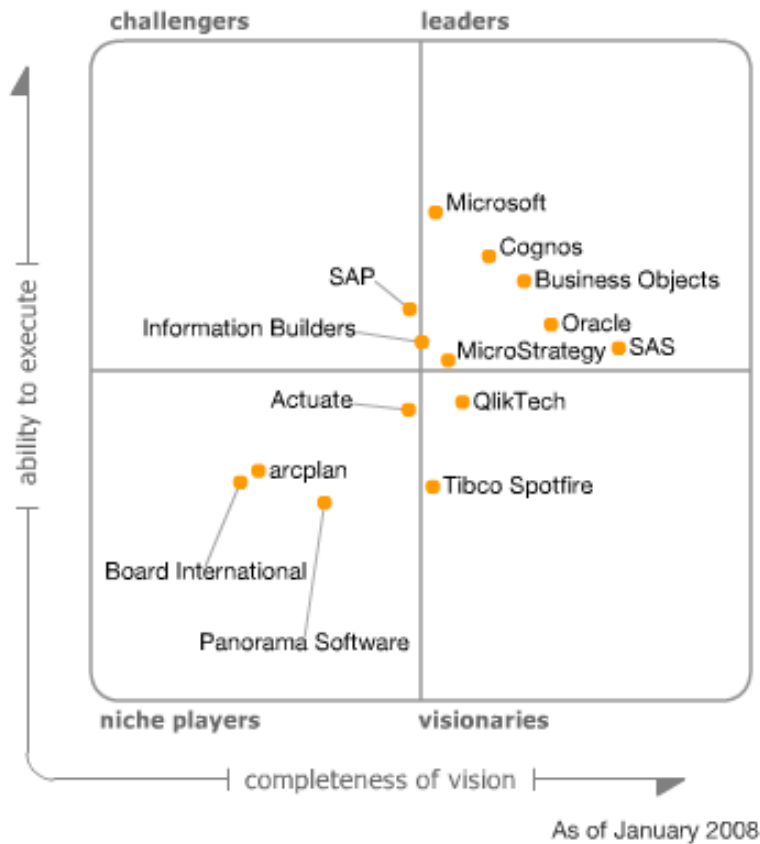 challengers
leaders
Microsoft
Cognos
SAP
Business Objects
Information Builders
Oracle
MicroStrategy
SAS
Actuate
QlikTech
arcplan
Tibco Spotfire
Board International
Panorama Software
niche players
visionaries
ability to execute
completeness of vision
As of January 2008